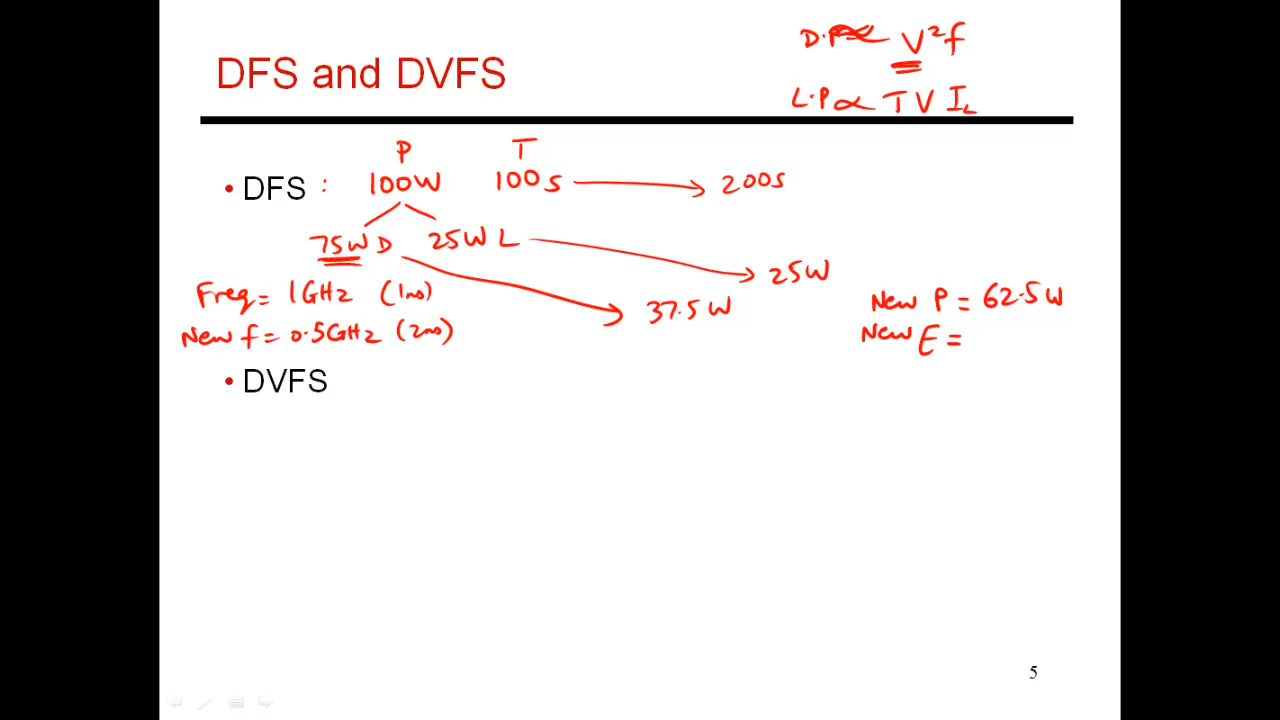 D.P ∝ V²f
DFS and DVFS
L.P ∝ T V I_L
P T
• DFS : 100W 100s → 200s
75W D 25W L → 25W
Freq = 1GHz (1ns) → 37.5W New P = 62.5W
New f = 0.5GHz (2ns) New E =
• DVFS
5